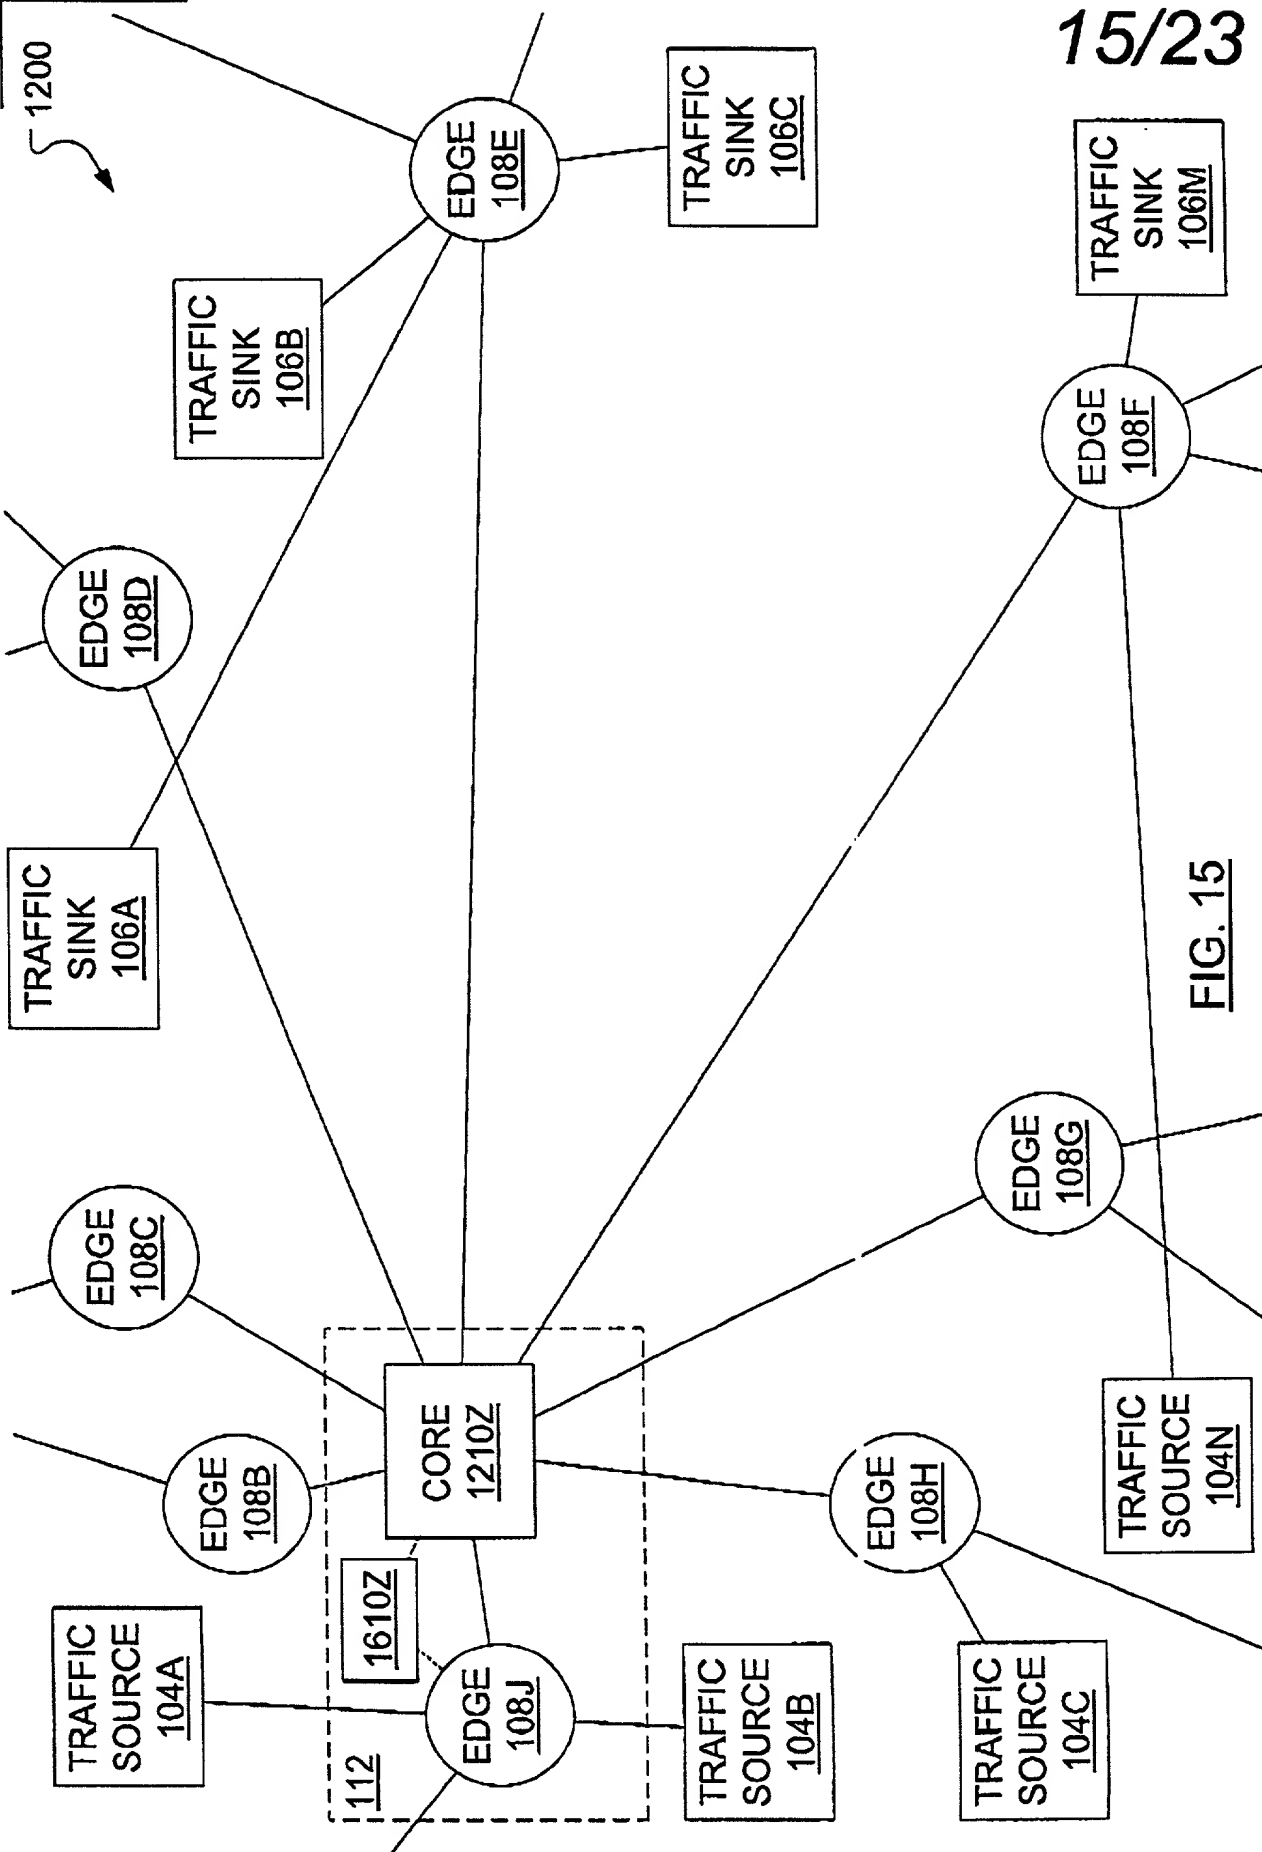 15/23
1200
TRAFFIC
SINK
106A
EDGE
108D
TRAFFIC
SINK
106B
EDGE
108E
TRAFFIC
SINK
106C
TRAFFIC
SINK
106M
EDGE
108F
EDGE
108C
EDGE
108B
TRAFFIC
SOURCE
104A
112
1610Z
CORE
1210Z
EDGE
108J
TRAFFIC
SOURCE
104B
EDGE
108H
TRAFFIC
SOURCE
104C
EDGE
108G
TRAFFIC
SOURCE
104N
FIG. 15